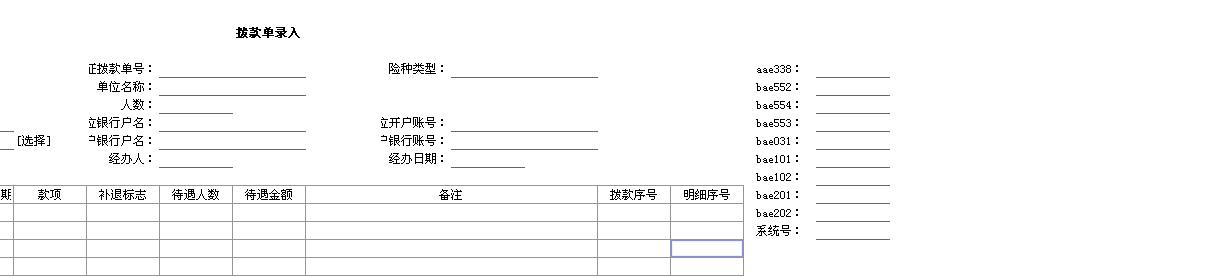 拨款单录入
正拨款单号： 险种类型： aae338：
单位名称： bae552：
人数： bae554：
位银行户名： 位开户账号： bae553：
[选择] 户银行户名： 户银行账号： bae031：
经办人： 经办日期： bae101：
bae102：
期 款项 补退标志 待遇人数 待遇金额 备注 拨款序号 明细序号 bae201：
bae202：
系统号：